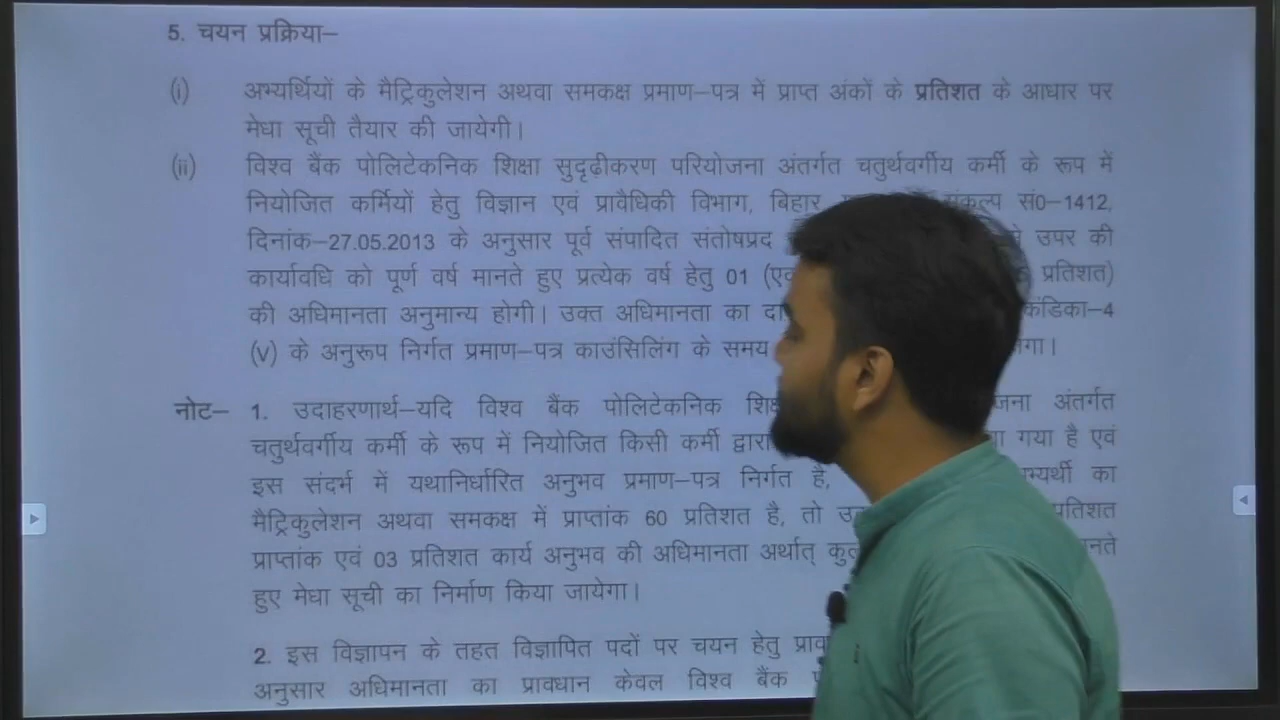 5. चयन प्रक्रिया–
(i) अभ्यर्थियों के मैट्रिकुलेशन अथवा समकक्ष प्रमाण–पत्र में प्राप्त अंकों के प्रतिशत के आधार पर
मेधा सूची तैयार की जायेगी।
(ii) विश्व बैंक पोलिटेकनिक शिक्षा सुदृढ़ीकरण परियोजना अंतर्गत चतुर्थवर्गीय कर्मी के रूप में
नियोजित कर्मियों हेतु विज्ञान एवं प्रावैधिकी विभाग, बिहार संकल्प सं०–1412,
दिनांक–27.05.2013 के अनुसार पूर्व संपादित संतोषप्रद उपर की
कार्यावधि को पूर्ण वर्ष मानते हुए प्रत्येक वर्ष हेतु 01 प्रतिशत)
की अधिमानता अनुमान्य होगी। उक्त अधिमानता का कंडिका–4
(v) के अनुरूप निर्गत प्रमाण–पत्र काउंसिलिंग के समय
नोट– 1. उदाहरणार्थ–यदि विश्व बैंक पोलिटेकनिक अंतर्गत
चतुर्थवर्गीय कर्मी के रूप में नियोजित किसी कर्मी द्वारा गया है एवं
इस संदर्भ में यथानिर्धारित अनुभव प्रमाण–पत्र निर्गत है, का
मैट्रिकुलेशन अथवा समकक्ष में प्राप्तांक 60 प्रतिशत है, तो प्रतिशत
प्राप्तांक एवं 03 प्रतिशत कार्य अनुभव की अधिमानता अर्थात्
हुए मेधा सूची का निर्माण किया जायेगा।
2. इस विज्ञापन के तहत विज्ञापित पदों पर चयन हेतु
अनुसार अधिमानता का प्रावधान केवल विश्व बैंक